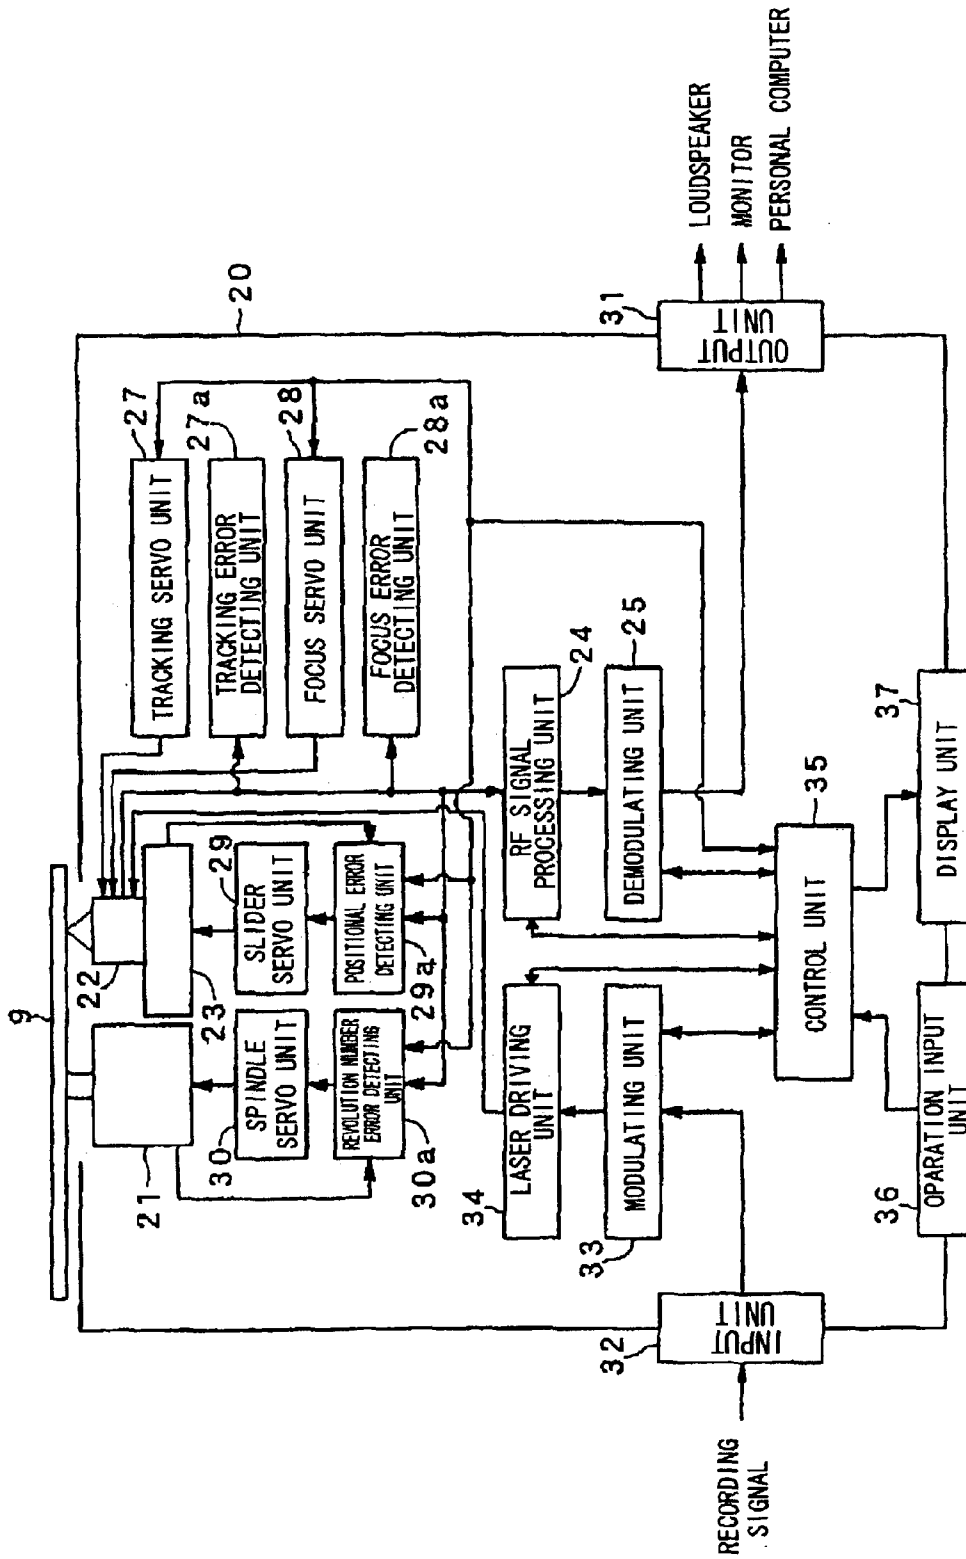 9
20
21
22
23
27
TRACKING SERVO UNIT
27a
TRACKING ERROR
DETECTING UNIT
28
FOCUS SERVO UNIT
28a
FOCUS ERROR
DETECTING UNIT
30
SPINDLE
SERVO UNIT
29
SLIDER
SERVO UNIT
30a
REVOLUTION NUMBER
ERROR DETECTING
UNIT
29a
POSITIONAL ERROR
DETECTING UNIT
34
LASER DRIVING
UNIT
24
RF SIGNAL
PROCESSING UNIT
33
MODULATING UNIT
25
DEMODULATING UNIT
RECORDING
SIGNAL
32
INPUT
UNIT
31
OUTPUT
UNIT
LOUDSPEAKER
MONITOR
PERSONAL COMPUTER
35
CONTROL UNIT
36
OPARATION INPUT
UNIT
37
DISPLAY UNIT